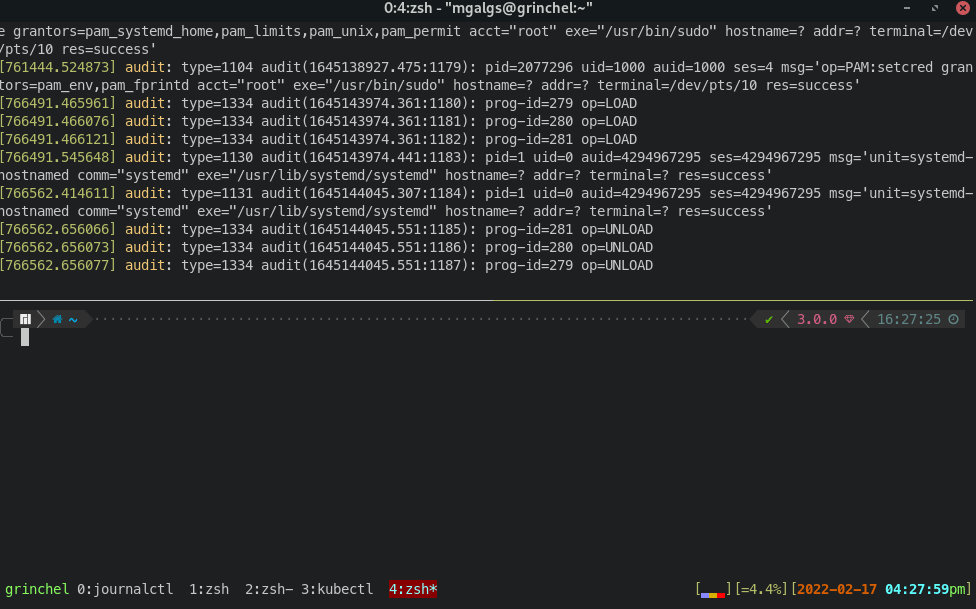 0:4:zsh - "mgalgs@grinchel:~"
e grantors=pam_systemd_home,pam_limits,pam_unix,pam_permit acct="root" exe="/usr/bin/sudo" hostname=? addr=? terminal=/dev
/pts/10 res=success'
[761444.524873] audit: type=1104 audit(1645138927.475:1179): pid=2077296 uid=1000 auid=1000 ses=4 msg='op=PAM:setcred gran
tors=pam_env,pam_fprintd acct="root" exe="/usr/bin/sudo" hostname=? addr=? terminal=/dev/pts/10 res=success'
[766491.465961] audit: type=1334 audit(1645143974.361:1180): prog-id=279 op=LOAD
[766491.466076] audit: type=1334 audit(1645143974.361:1181): prog-id=280 op=LOAD
[766491.466121] audit: type=1334 audit(1645143974.361:1182): prog-id=281 op=LOAD
[766491.545648] audit: type=1130 audit(1645143974.441:1183): pid=1 uid=0 auid=4294967295 ses=4294967295 msg='unit=systemd-
hostnamed comm="systemd" exe="/usr/lib/systemd/systemd" hostname=? addr=? terminal=? res=success'
[766562.414611] audit: type=1131 audit(1645144045.307:1184): pid=1 uid=0 auid=4294967295 ses=4294967295 msg='unit=systemd-
hostnamed comm="systemd" exe="/usr/lib/systemd/systemd" hostname=? addr=? terminal=? res=success'
[766562.656066] audit: type=1334 audit(1645144045.551:1185): prog-id=281 op=UNLOAD
[766562.656073] audit: type=1334 audit(1645144045.551:1186): prog-id=280 op=UNLOAD
[766562.656077] audit: type=1334 audit(1645144045.551:1187): prog-id=279 op=UNLOAD
~ ✔ 3.0.0 16:27:25
grinchel 0:journalctl 1:zsh 2:zsh- 3:kubectl 4:zsh* [=4.4%][2022-02-17 04:27:59pm]